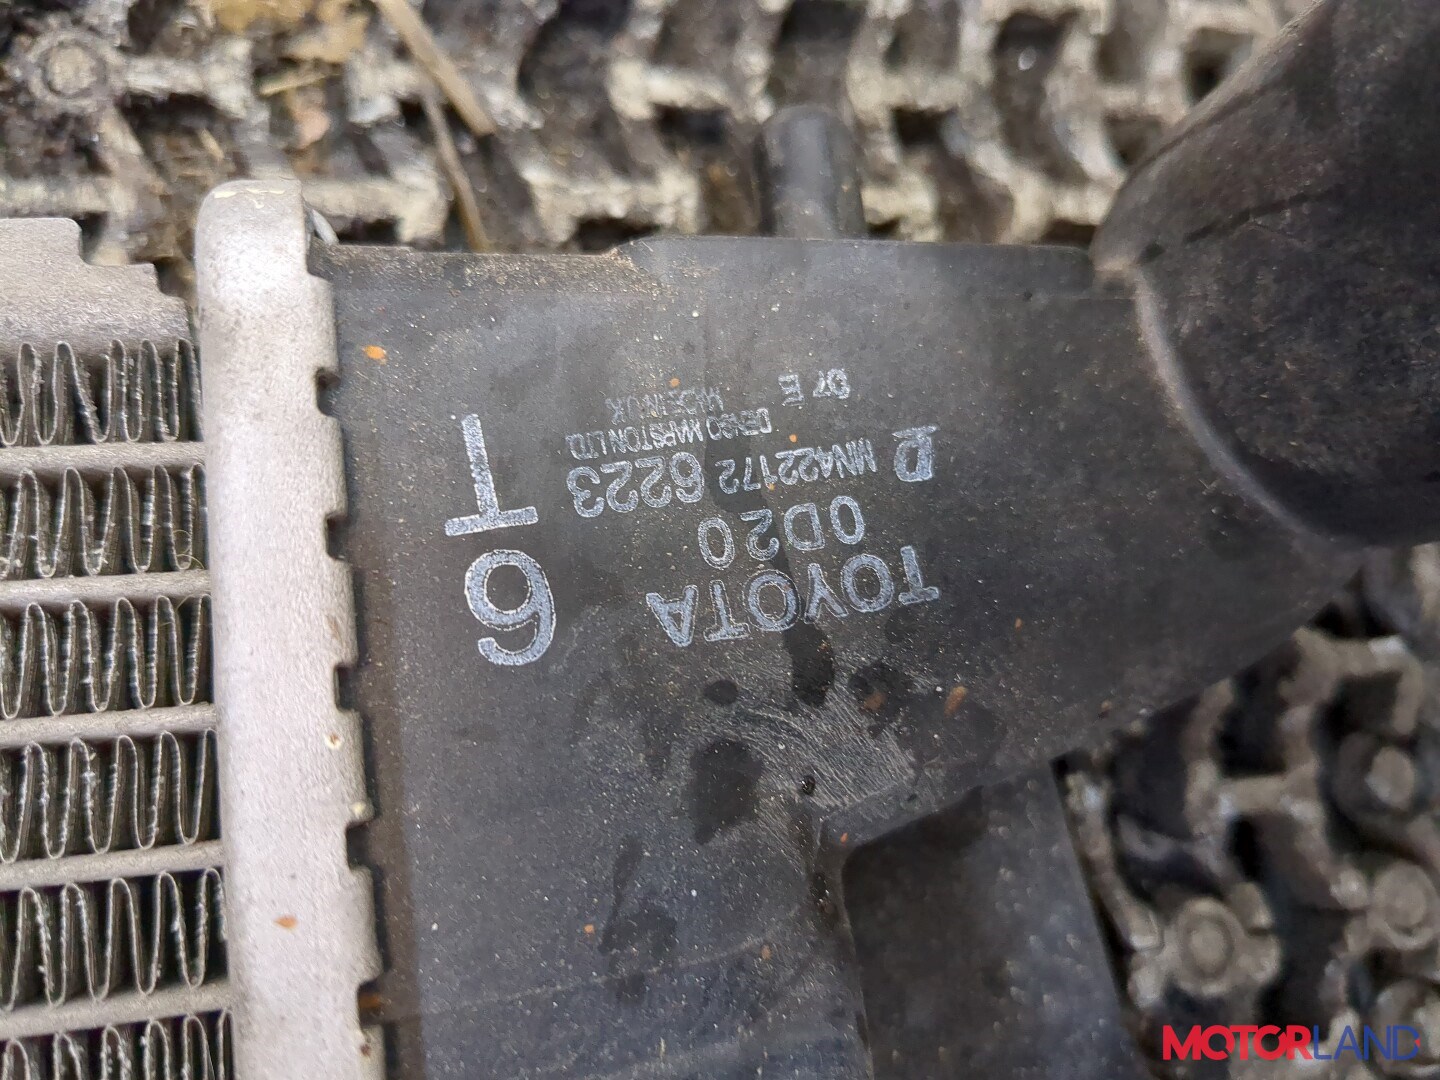 TOYOTA
0D20
D MN422172 6223
DENSO MARSTON LTD.
MADE IN U.K
07 E
6
T
MOTORLAND